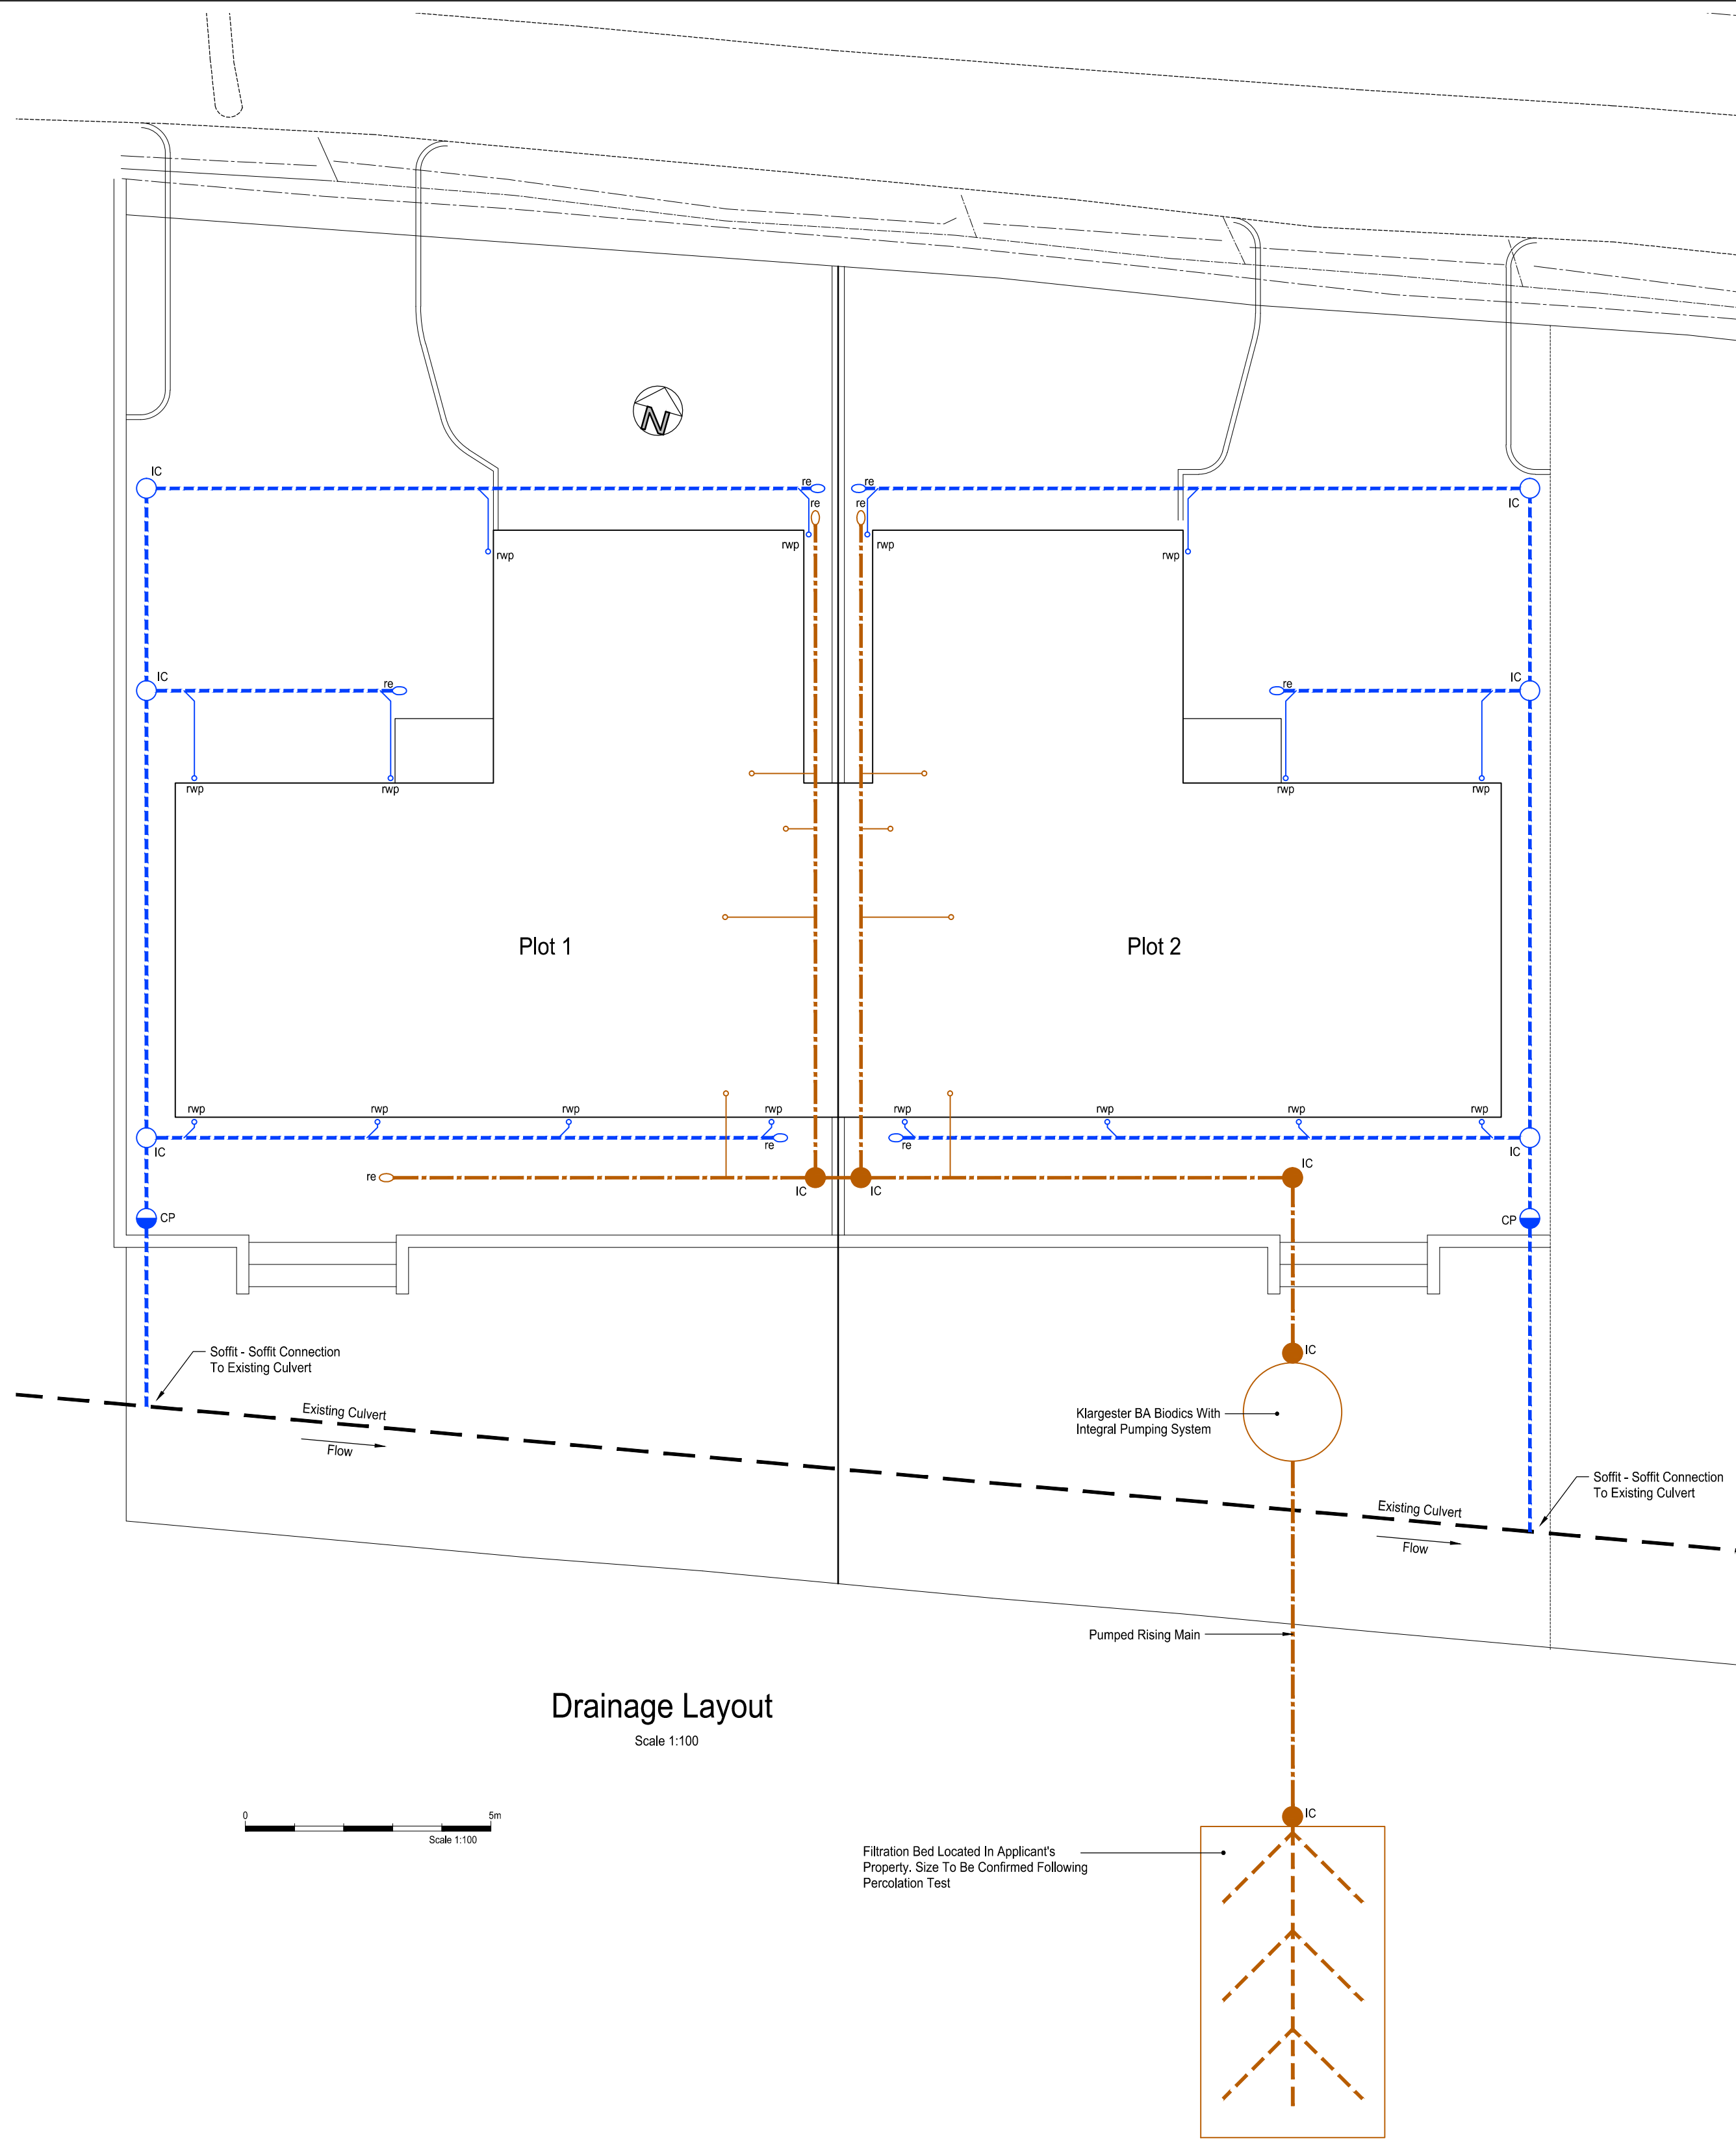 N
IC
re
re
IC
re
re
rwp
rwp
rwp
rwp
IC
re
re
IC
rwp
rwp
rwp
rwp
Plot 1
Plot 2
rwp
rwp
rwp
rwp
rwp
rwp
rwp
rwp
IC
re
re
IC
re
IC
IC
IC
CP
CP
Soffit - Soffit Connection
To Existing Culvert
IC
Existing Culvert
Flow
Klargester BA Biodics With
Integral Pumping System
Soffit - Soffit Connection
To Existing Culvert
Existing Culvert
Flow
Pumped Rising Main
Drainage Layout
Scale 1:100
0
5m
Scale 1:100
IC
Filtration Bed Located In Applicant's
Property. Size To Be Confirmed Following
Percolation Test